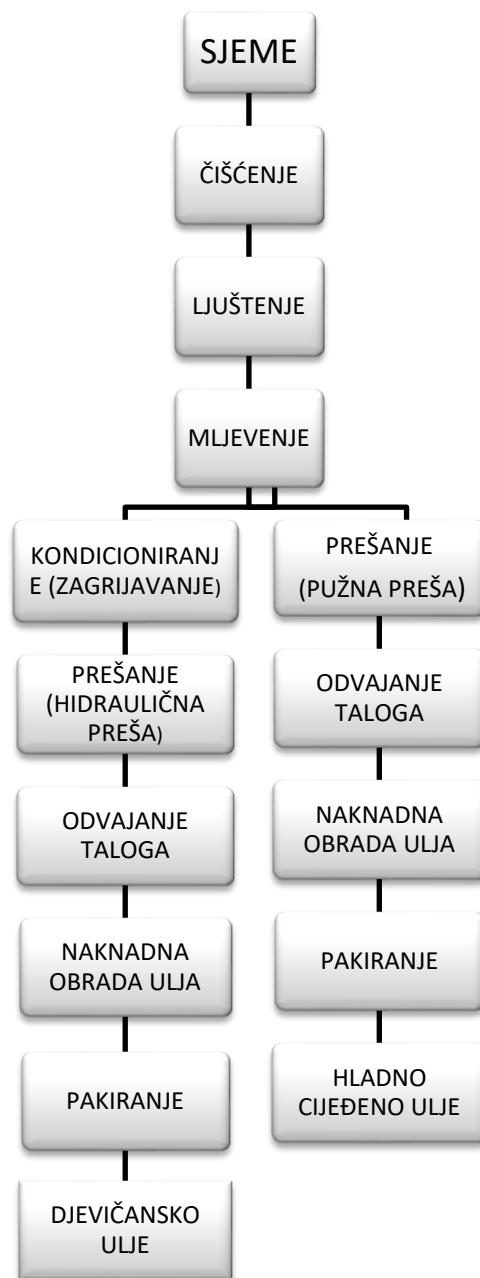 SJEME
ČIŠĆENJE
LJUŠTENJE
MLJEVENJE
KONDICIONIRANJ
E (ZAGRIJAVANJE)
PREŠANJE
(HIDRAULIČNA
PREŠA)
ODVAJANJE
TALOGA
NAKNADNA
OBRADA ULJA
PAKIRANJE
DJEVIČANSKO
ULJE
PREŠANJE
(PUŽNA PREŠA)
ODVAJANJE
TALOGA
NAKNADNA
OBRADA ULJA
PAKIRANJE
HLADNO
CIJEĐENO ULJE